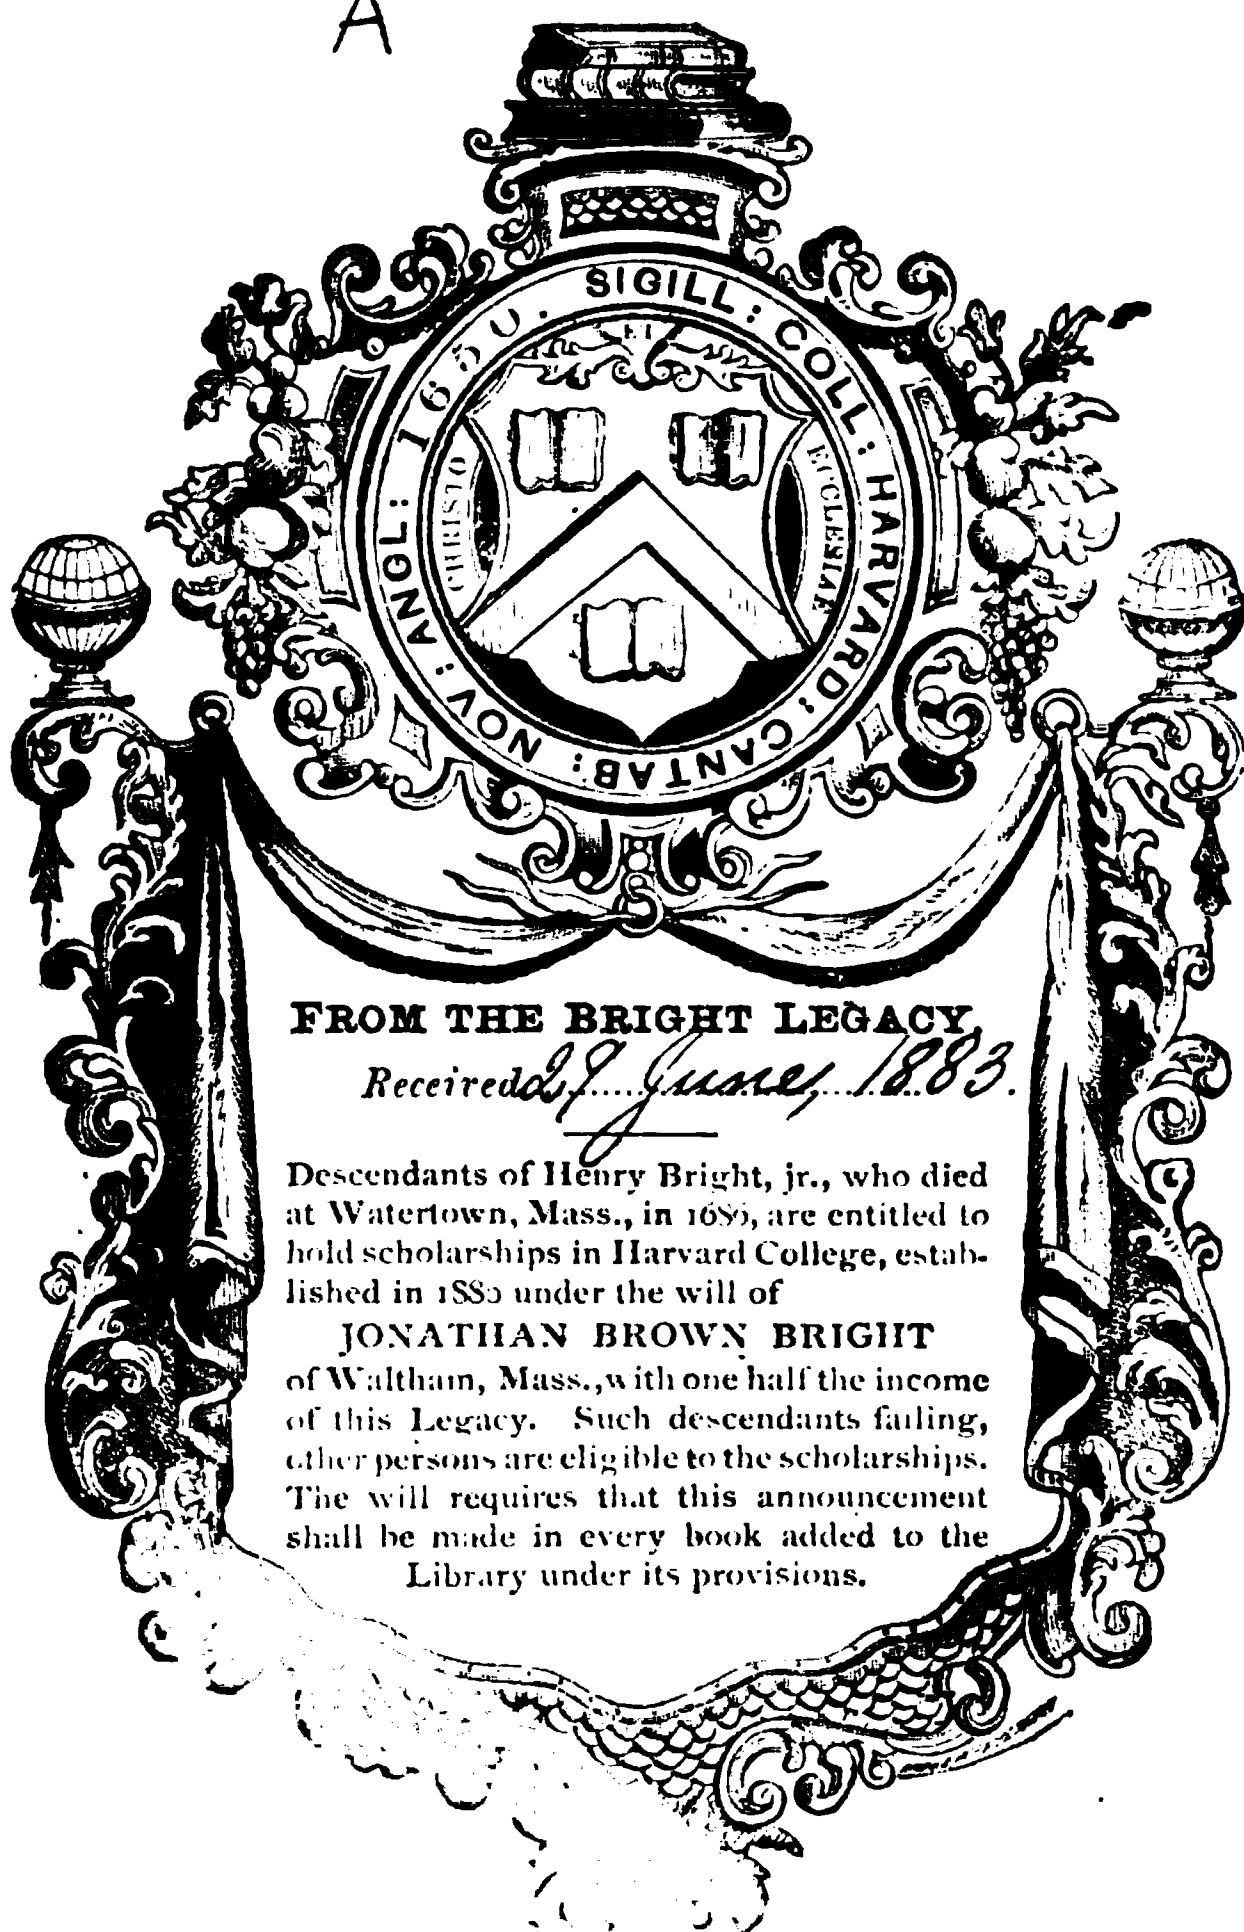 A
SIGILL: COLL: HARVARD: CANTAB: NOV: ANGL: 1650.
CHRISTO
ET
ECCLESIAE
FROM THE BRIGHT LEGACY,
Received 29 June, 1883.
Descendants of Henry Bright, jr., who died
at Watertown, Mass., in 1686, are entitled to
hold scholarships in Harvard College, estab-
lished in 1880 under the will of
JONATHAN BROWN BRIGHT
of Waltham, Mass., with one half the income
of this Legacy. Such descendants failing,
other persons are eligible to the scholarships.
The will requires that this announcement
shall be made in every book added to the
Library under its provisions.